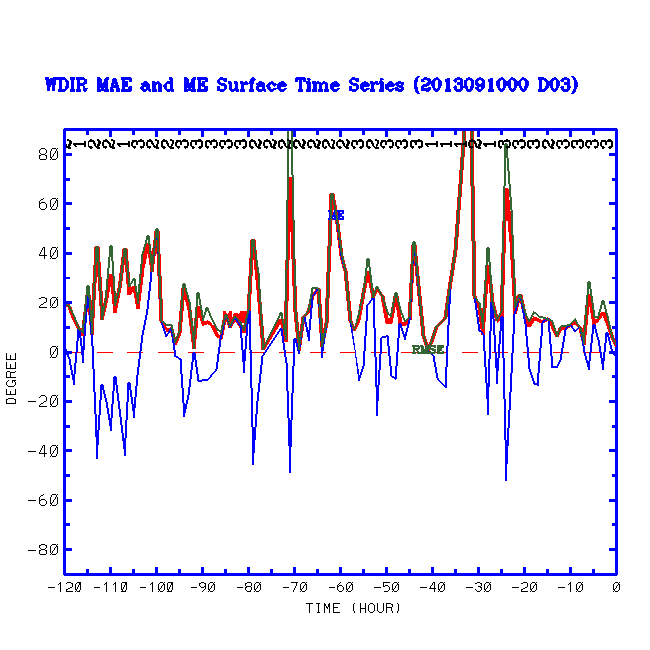 WDIR MAE and ME Surface Time Series (2013091000 D03)
80
60
40
20
0
-20
-40
-60
-80
DEGREE
ME
MAE
RMSE
-120 -110 -100 -90 -80 -70 -60 -50 -40 -30 -20 -10 0
TIME (HOUR)